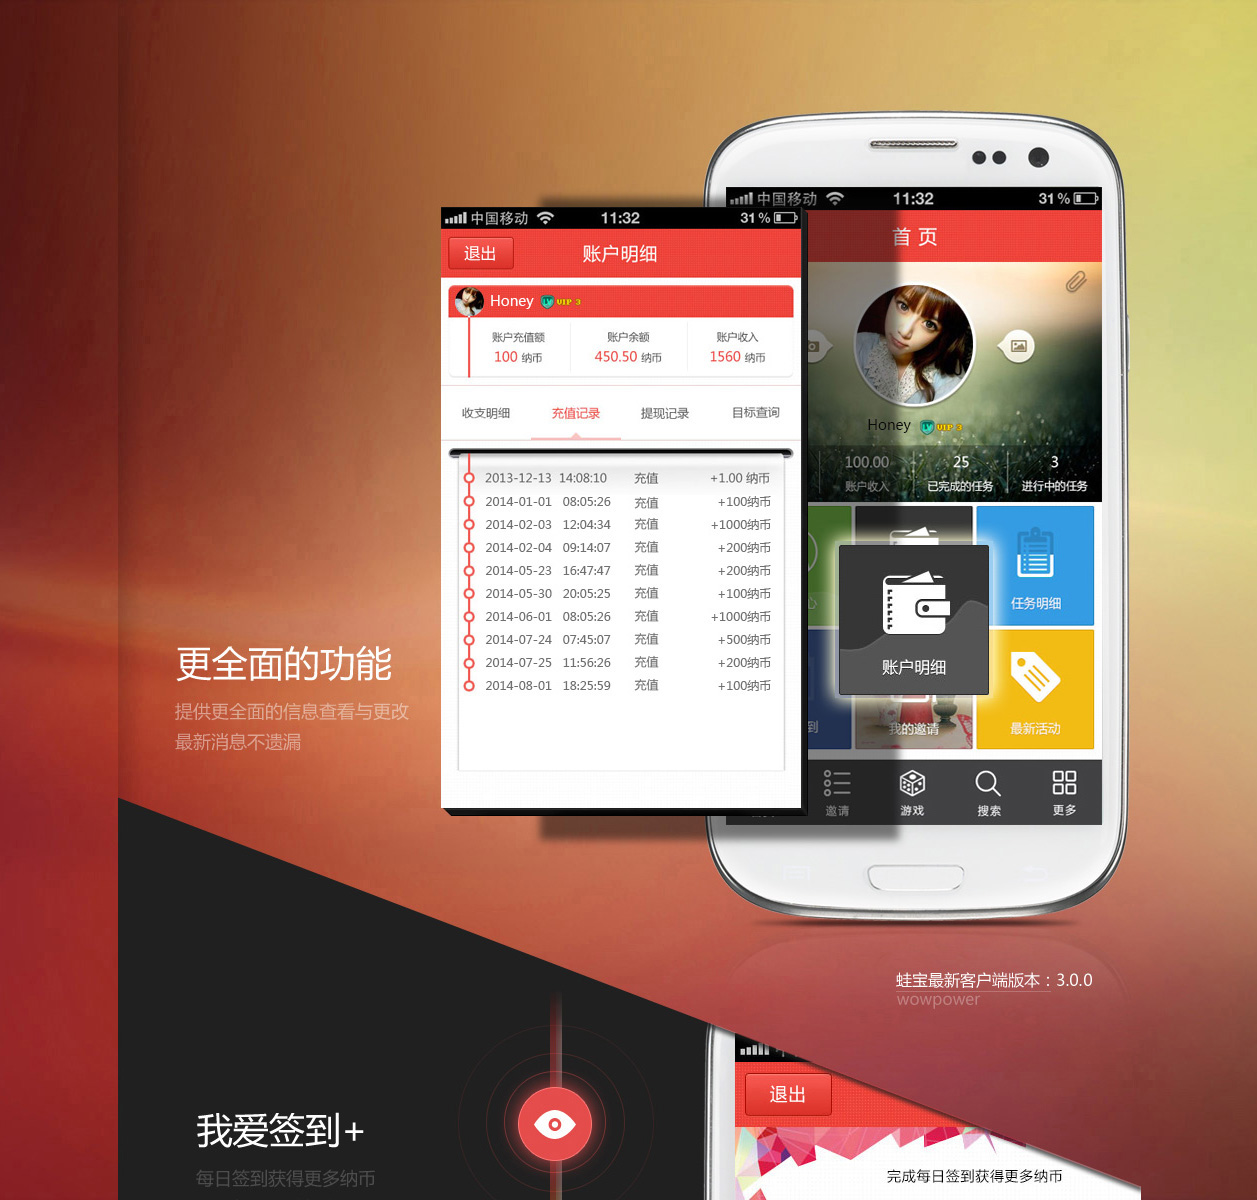 中国移动 11:32 31%
首 页
中国移动 11:32 31%
退出 账户明细
Honey VIP 3
账户充值额 账户余额 账户收入
100 纳币 450.50 纳币 1560 纳币
收支明细 充值记录 提现记录 目标查询
2013-12-13 14:08:10 充值 +1.00 纳币
2014-01-01 08:05:26 充值 +100纳币
2014-02-03 12:04:34 充值 +1000纳币
2014-02-04 09:14:07 充值 +200纳币
2014-05-23 16:47:47 充值 +200纳币
2014-05-30 20:05:25 充值 +100纳币
2014-06-01 08:05:26 充值 +1000纳币
2014-07-24 07:45:07 充值 +500纳币
2014-07-25 11:56:26 充值 +200纳币
2014-08-01 18:25:59 充值 +100纳币
Honey VIP 3
100.00 25 3
账户收入 已完成的任务 进行中的任务
心 任务明细
账户明细
到 我的邀请 最新活动
邀请 游戏 搜索 更多
更全面的功能
提供更全面的信息查看与更改
最新消息不遗漏
蛙宝最新客户端版本：3.0.0
wowpower
退出
我爱签到+
每日签到获得更多纳币
完成每日签到获得更多纳币